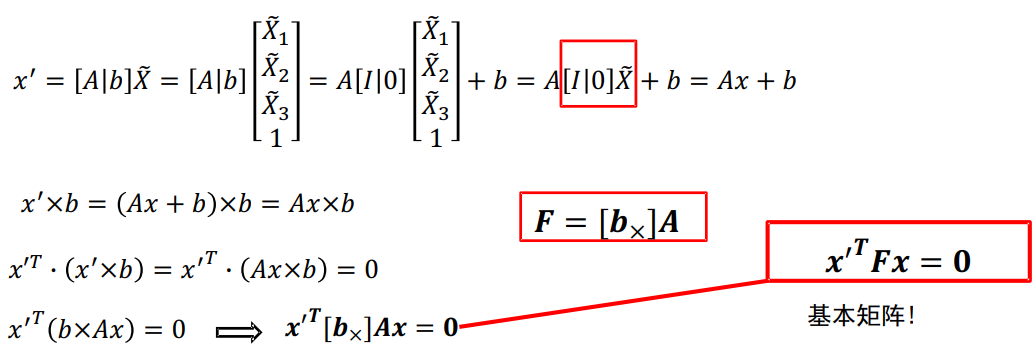 x′ = [A|b]X̃ = [A|b][X̃₁ X̃₂ X̃₃ 1] = A[I|0][X̃₁ X̃₂ X̃₃ 1] + b = A[I|0]X̃ + b = Ax + b
x′×b = (Ax + b)×b = Ax×b
F = [b×]A
x′ᵀ · (x′×b) = x′ᵀ · (Ax×b) = 0
x′ᵀFx = 0
x′ᵀ(b×Ax) = 0 ⟹ x′ᵀ[b×]Ax = 0
基本矩阵!